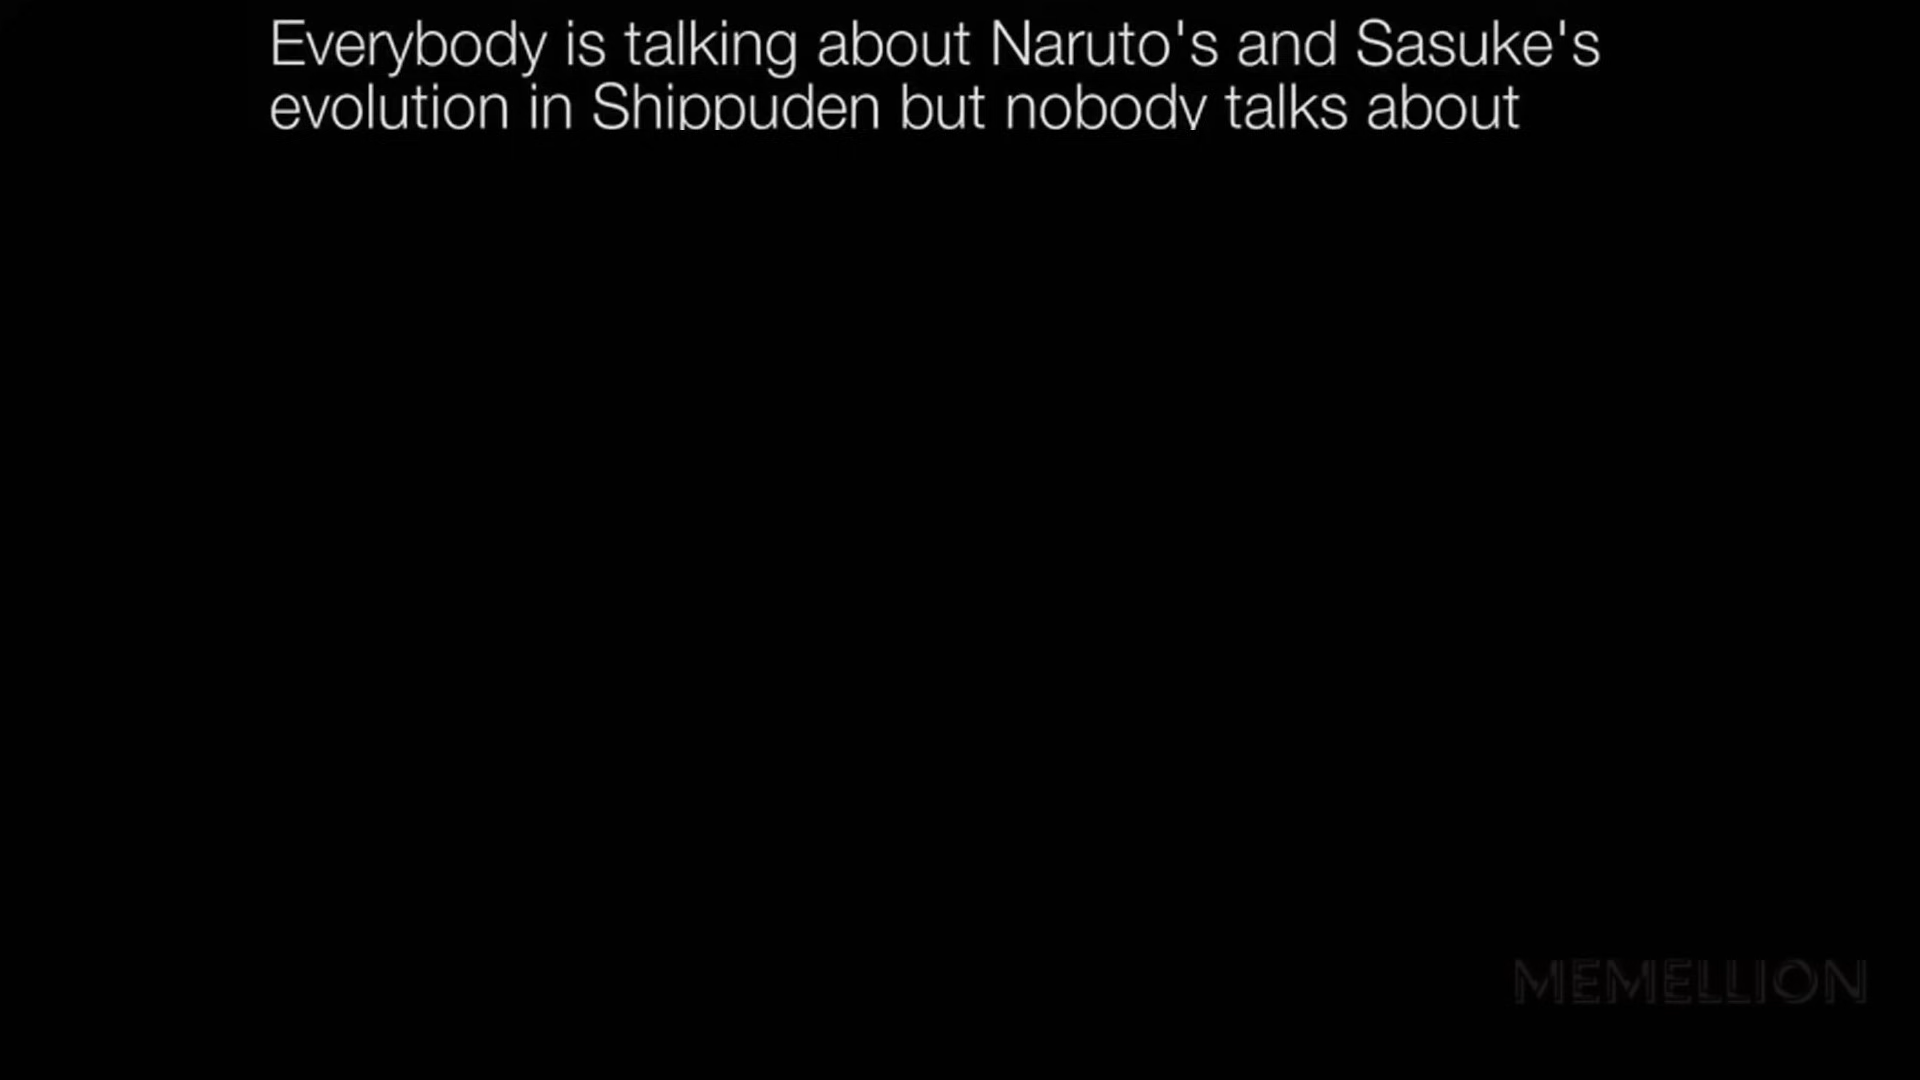 Everybody is talking about Naruto's and Sasuke's
evolution in Shippuden but nobody talks about
MEMELLION